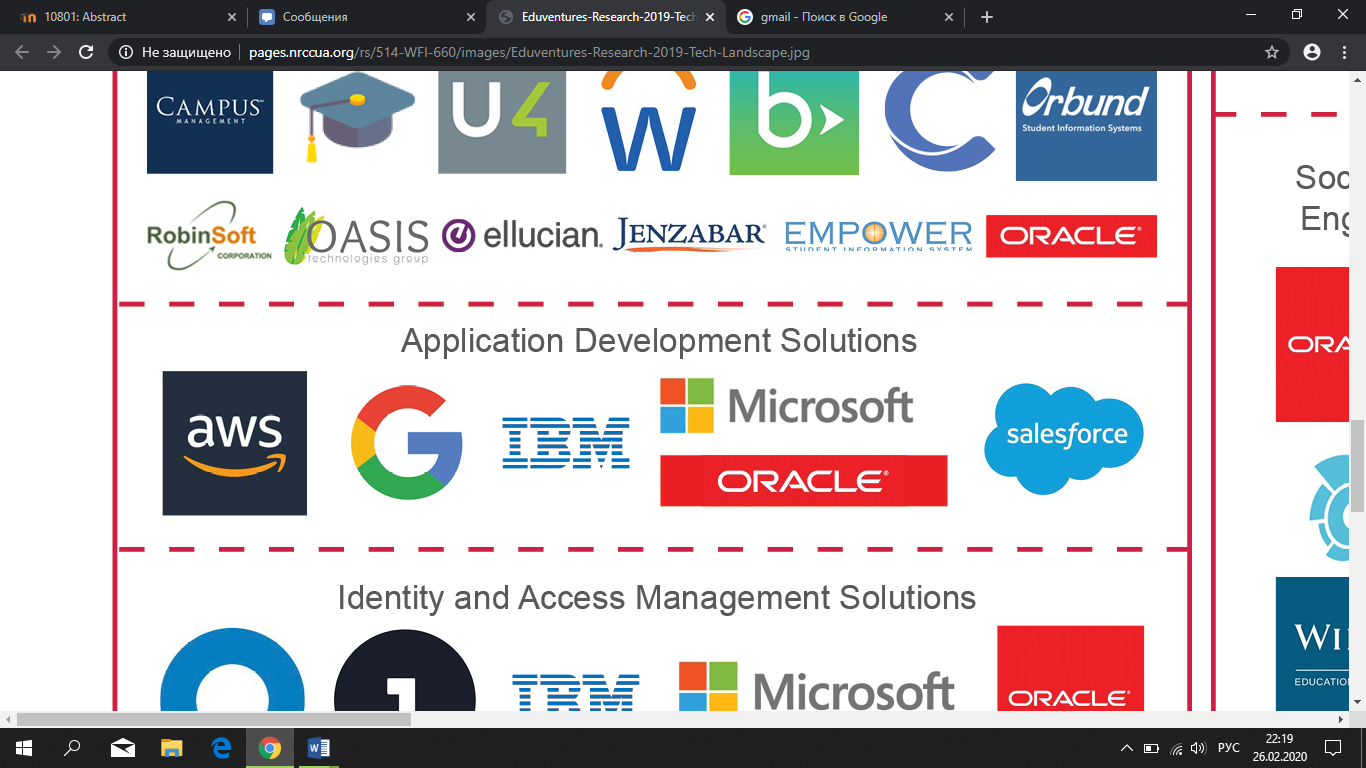 10801: Abstract
Сообщения
Eduventures-Research-2019-Tech
gmail - Поиск в Google
Не защищено
pages.nrccua.org/rs/514-WFI-660/images/Eduventures-Research-2019-Tech-Landscape.jpg
CAMPUS
MANAGEMENT
U4
W
b
C
Orbund
Student Information Systems
RobinSoft
CORPORATION
OASIS
technologies group
ellucian.
JENZABAR®
EMPOWER
STUDENT INFORMATION SYSTEM
ORACLE®
Application Development Solutions
aws
G
IBM
Microsoft
ORACLE®
salesforce
Identity and Access Management Solutions
1
IBM
Microsoft
ORACLE®
Soc
Eng
ORA
WI
EDUCATION
РУС
22:19
26.02.2020